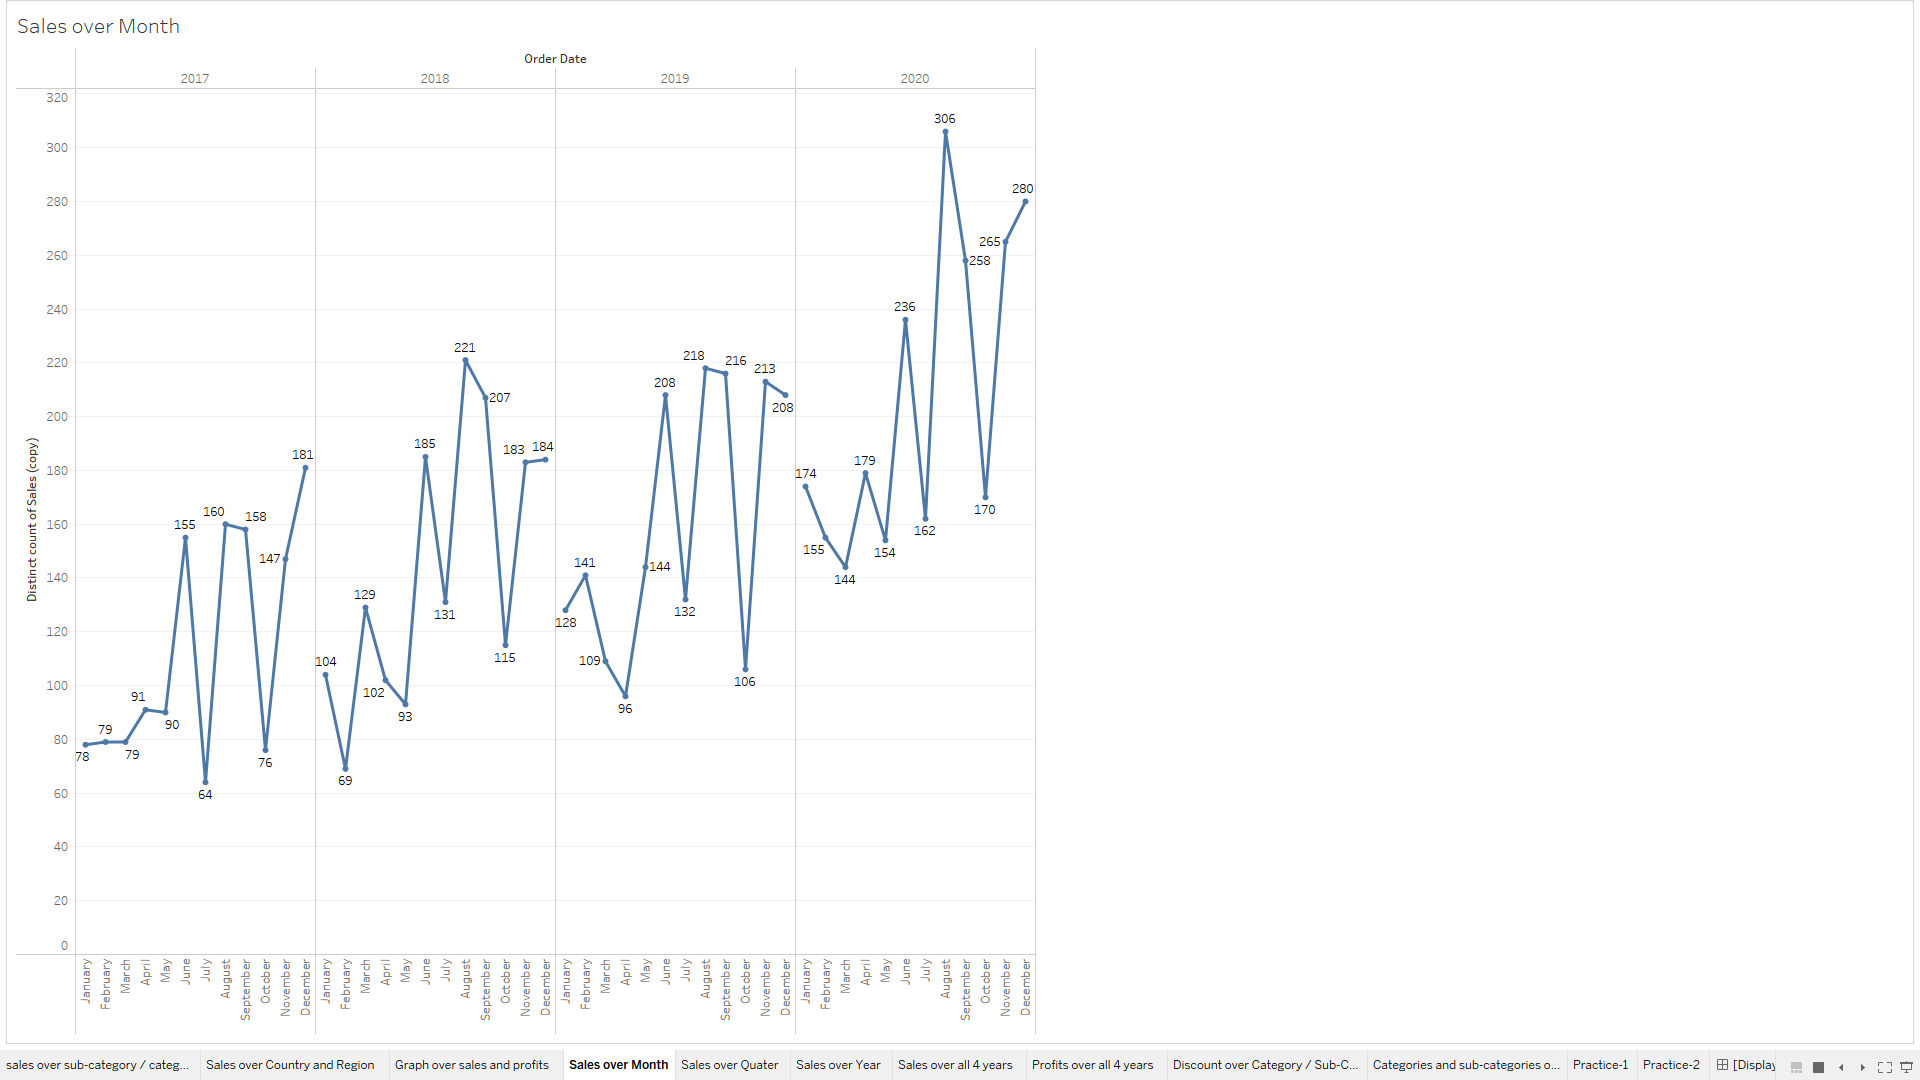 Sales over Month
Order Date
2017 2018 2019 2020
Distinct count of Sales (copy)
320
300
280
260
240
220
200
180
160
140
120
100
80
60
40
20
0
78 79 79 91 90 155 64 160 158 76 147 181
104 69 129 102 93 185 131 221 207 115 183 184
128 141 109 96 144 208 132 218 216 106 213 208
174 155 144 179 154 236 162 306 258 170 265 280
January February March April May June July August September October November December
January February March April May June July August September October November December
January February March April May June July August September October November December
January February March April May June July August September October November December
sales over sub-category / categ... Sales over Country and Region Graph over sales and profits Sales over Month Sales over Quater Sales over Year Sales over all 4 years Profits over all 4 years Discount over Category / Sub-C... Categories and sub-categories o... Practice-1 Practice-2 [Display